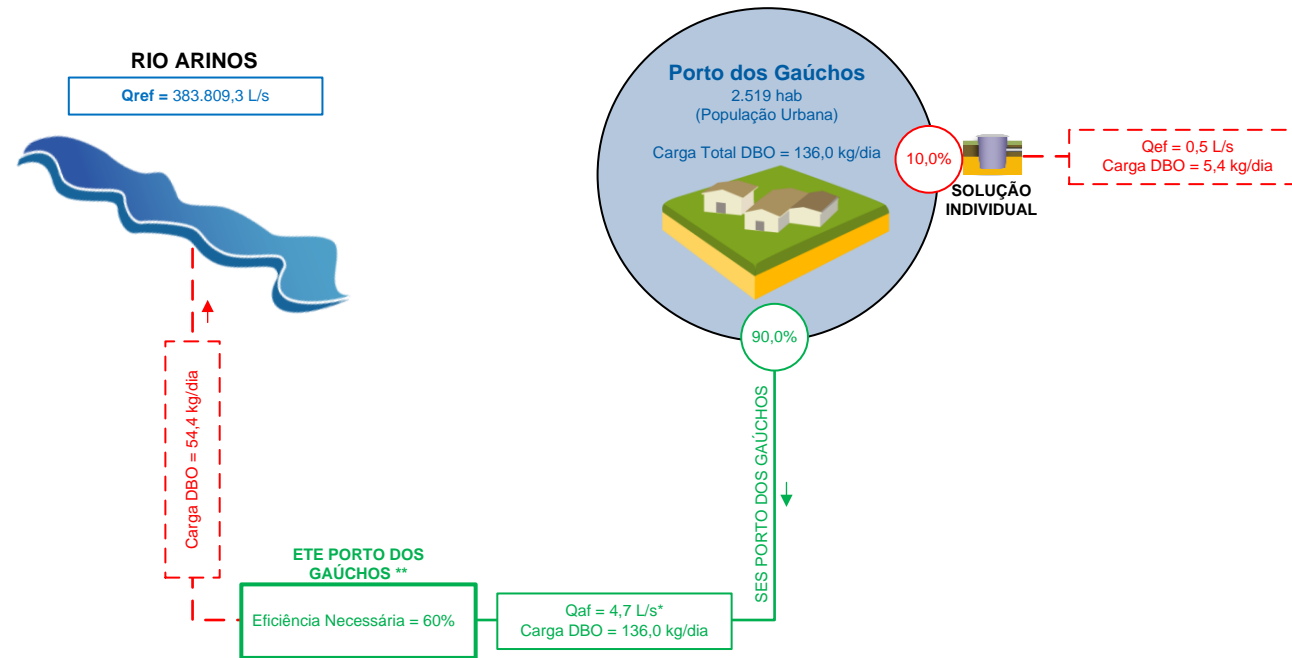 RIO ARINOS
Qref = 383.809,3 L/s
Porto dos Gaúchos
2.519 hab
(População Urbana)
Carga Total DBO = 136,0 kg/dia
10,0%
SOLUÇÃO
INDIVIDUAL
Qef = 0,5 L/s
Carga DBO = 5,4 kg/dia
90,0%
SES PORTO DOS GAÚCHOS
Carga DBO = 54,4 kg/dia
ETE PORTO DOS
GAÚCHOS **
Eficiência Necessária = 60%
Qaf = 4,7 L/s*
Carga DBO = 136,0 kg/dia